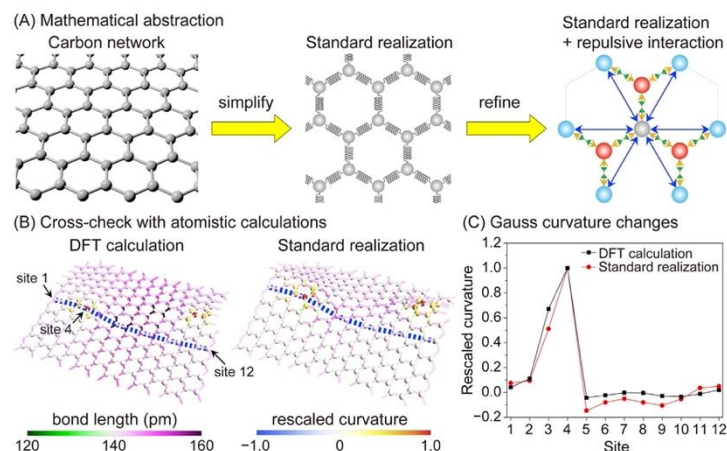 (A) Mathematical abstraction
Carbon network
Standard realization
Standard realization
+ repulsive interaction
simplify
refine
(B) Cross-check with atomistic calculations
DFT calculation
Standard realization
site 1
site 4
site 12
bond length (pm)
120 140 160
rescaled curvature
−1.0 0 1.0
(C) Gauss curvature changes
DFT calculation
Standard realization
Rescaled curvature
1.2
1.0
0.8
0.6
0.4
0.2
0.0
−0.2
1 2 3 4 5 6 7 8 9 10 11 12
Site